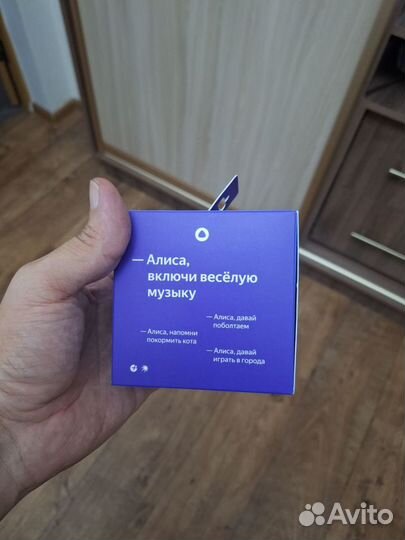 — Алиса,
включи весёлую
музыку
— Алиса, давай
поболтаем
— Алиса, напомни
покормить кота
— Алиса, давай
играть в города
Avito